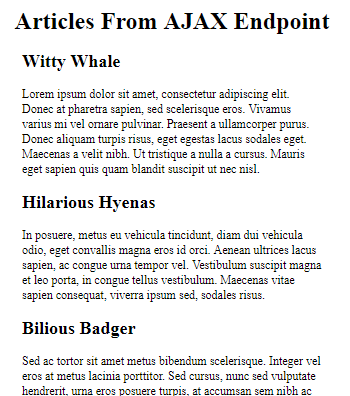 Articles From AJAX Endpoint
Witty Whale
Lorem ipsum dolor sit amet, consectetur adipiscing elit.
Donec at pharetra sapien, sed scelerisque eros. Vivamus
varius mi vel ornare pulvinar. Praesent a ullamcorper purus.
Donec aliquam turpis risus, eget egestas lacus sodales eget.
Maecenas a velit nibh. Ut tristique a nulla a cursus. Mauris
eget sapien quis quam blandit suscipit ut nec nisl.
Hilarious Hyenas
In posuere, metus eu vehicula tincidunt, diam dui vehicula
odio, eget convallis magna eros id orci. Aenean ultrices lacus
sapien, ac congue urna tempor vel. Vestibulum suscipit magna
et leo porta, in congue tellus vestibulum. Maecenas vitae
sapien consequat, viverra ipsum sed, sodales risus.
Bilious Badger
Sed ac tortor sit amet metus bibendum scelerisque. Integer vel
eros at metus lacinia porttitor. Sed cursus, nunc sed vulputate
hendrerit, urna eros posuere turpis, at accumsan sem nibh ac